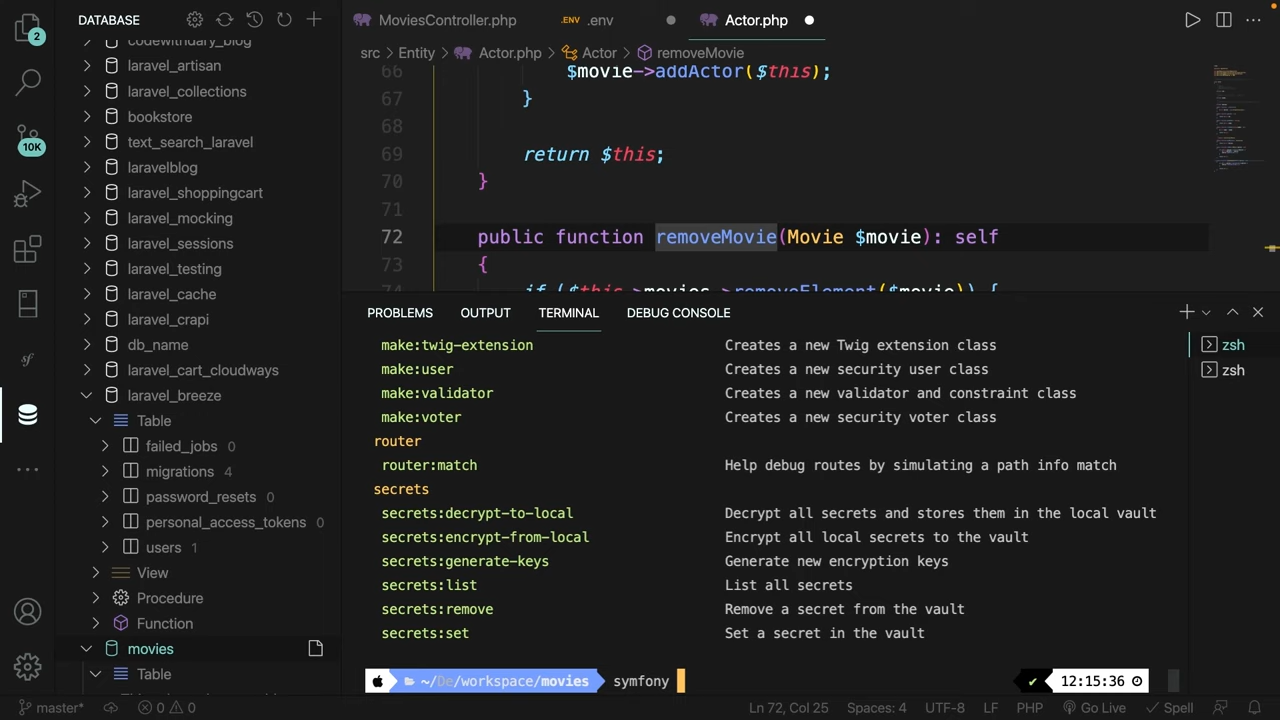 DATABASE
codewithdary_blog
laravel_artisan
laravel_collections
bookstore
text_search_laravel
laravelblog
laravel_shoppingcart
laravel_mocking
laravel_sessions
laravel_testing
laravel_cache
laravel_crapi
db_name
laravel_cart_cloudways
laravel_breeze
Table
failed_jobs 0
migrations 4
password_resets 0
personal_access_tokens 0
users 1
View
Procedure
Function
movies
Table
2
10K
sf
MoviesController.php
.ENV .env
Actor.php
src > Entity > Actor.php > Actor > removeMovie
66 $movie->addActor($this);
67 }
68
69 return $this;
70 }
71
72 public function removeMovie(Movie $movie): self
73 {
74 if ($this->movies->removeElement($movie)) {
PROBLEMS OUTPUT TERMINAL DEBUG CONSOLE
make:twig-extension Creates a new Twig extension class
make:user Creates a new security user class
make:validator Creates a new validator and constraint class
make:voter Creates a new security voter class
router
router:match Help debug routes by simulating a path info match
secrets
secrets:decrypt-to-local Decrypt all secrets and stores them in the local vault
secrets:encrypt-from-local Encrypt all local secrets to the vault
secrets:generate-keys Generate new encryption keys
secrets:list List all secrets
secrets:remove Remove a secret from the vault
secrets:set Set a secret in the vault
~/De/workspace/movies symfony
12:15:36
zsh
zsh
master* 0 0 Ln 72, Col 25 Spaces: 4 UTF-8 LF PHP Go Live Spell